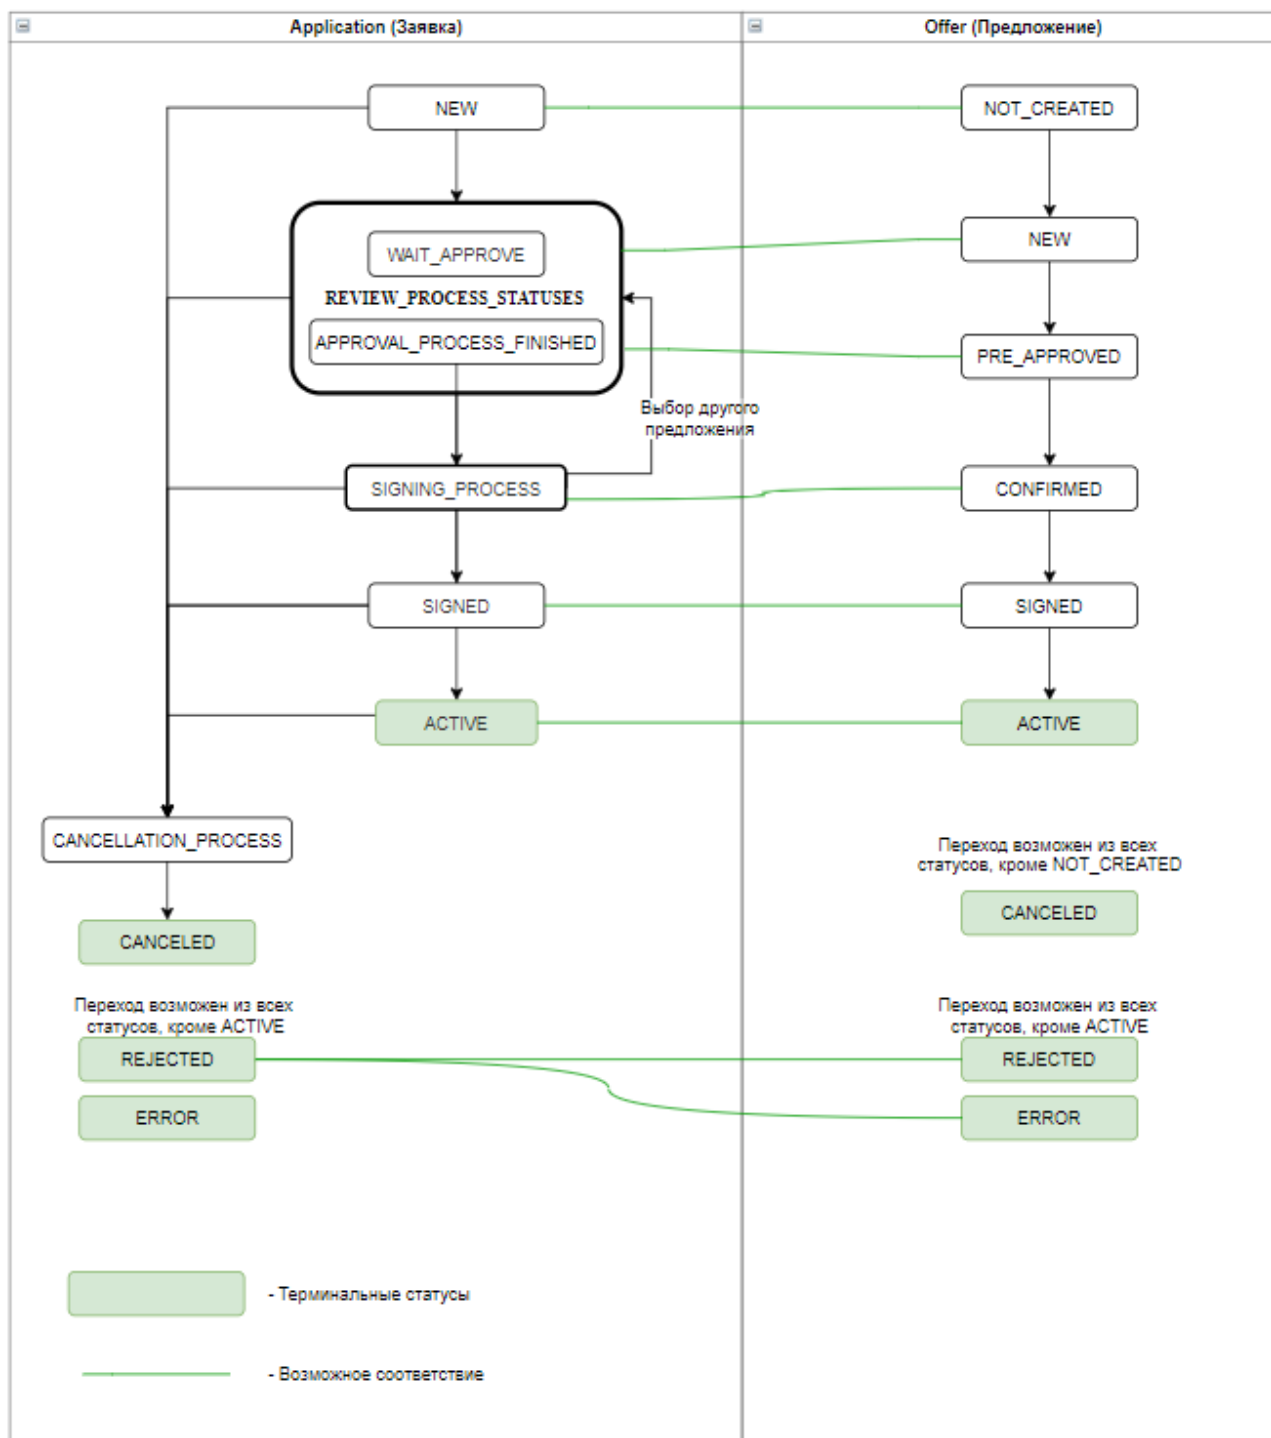 Application (Заявка)
Offer (Предложение)
NEW
NOT_CREATED
WAIT_APPROVE
NEW
REVIEW_PROCESS_STATUSES
APPROVAL_PROCESS_FINISHED
PRE_APPROVED
Выбор другого
предложения
SIGNING_PROCESS
CONFIRMED
SIGNED
SIGNED
ACTIVE
ACTIVE
CANCELLATION_PROCESS
Переход возможен из всех
статусов, кроме NOT_CREATED
CANCELED
CANCELED
Переход возможен из всех
статусов, кроме ACTIVE
Переход возможен из всех
статусов, кроме ACTIVE
REJECTED
REJECTED
ERROR
ERROR
- Терминальные статусы
- Возможное соответствие